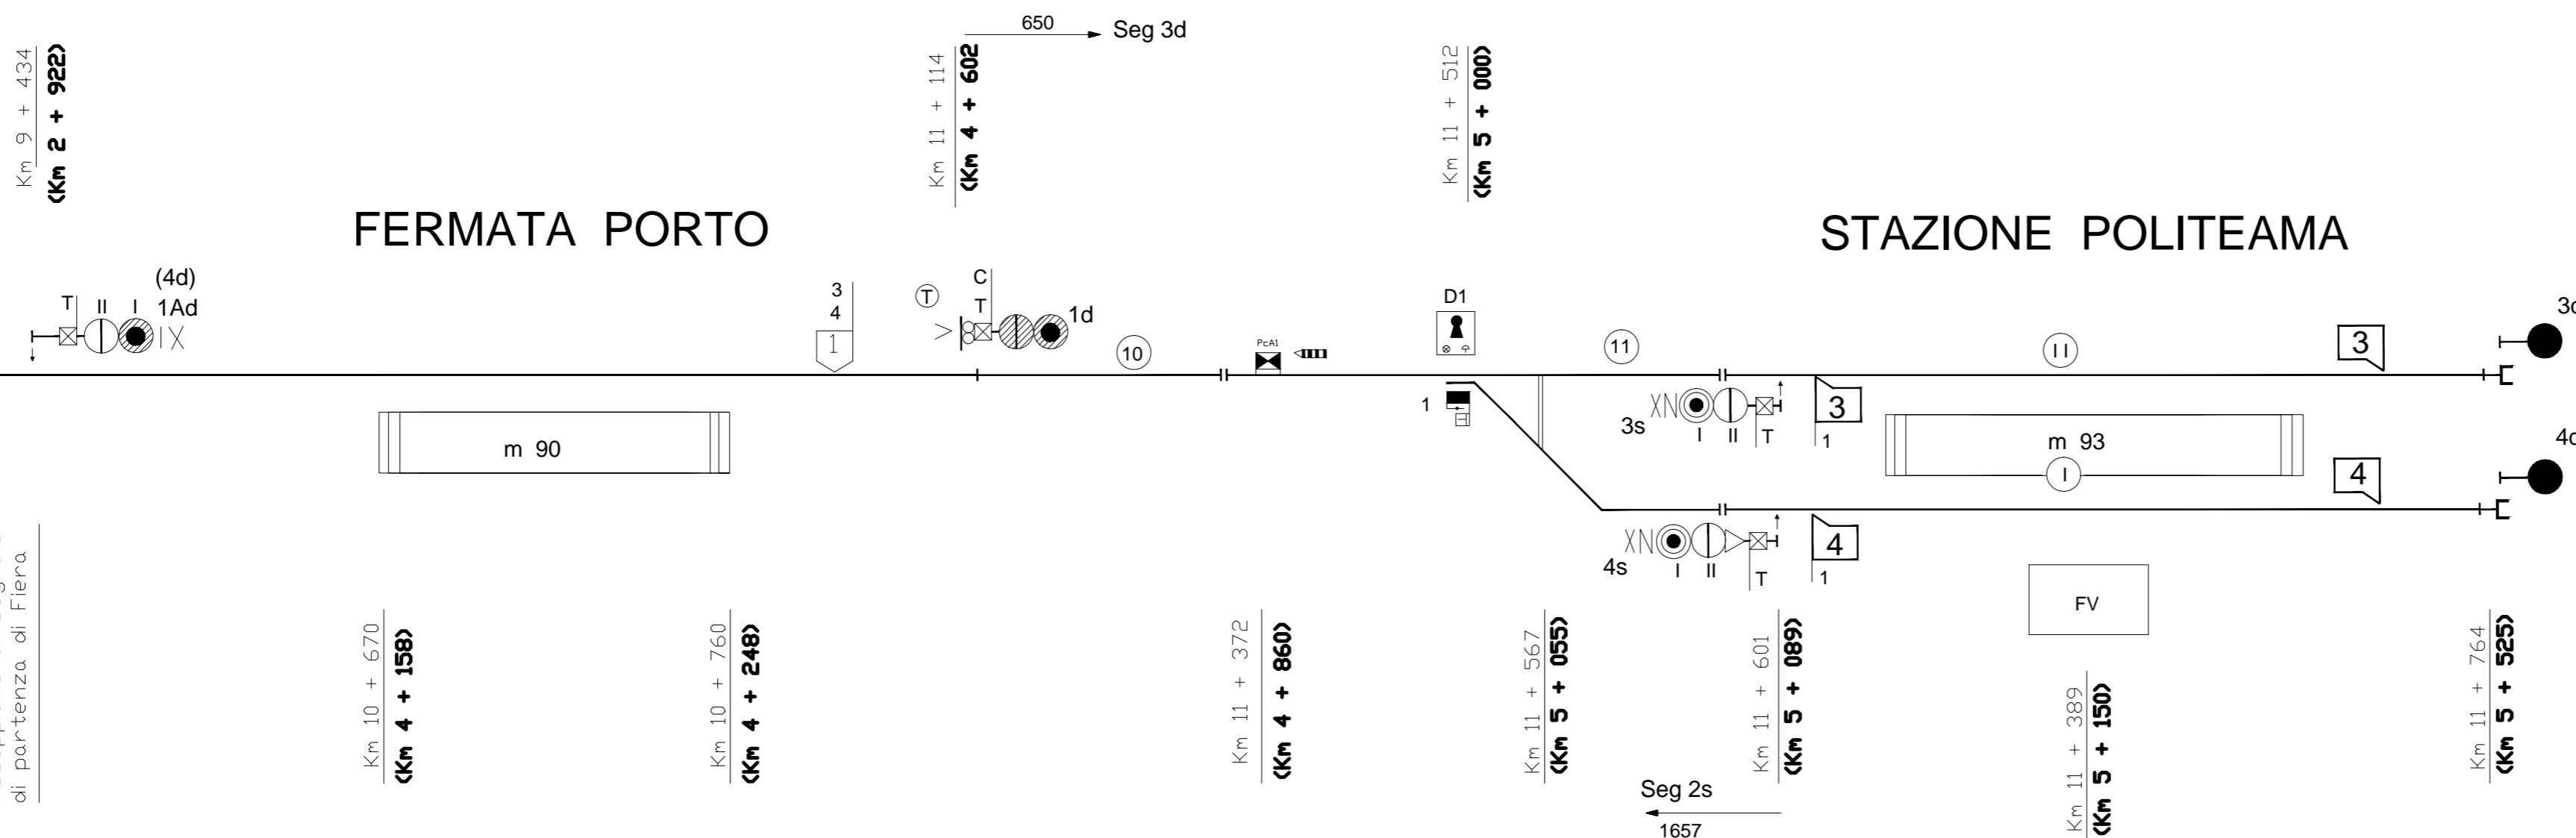 650
Seg 3d
Km 9 + 434
(Km 2 + 922)
Km 11 + 114
(Km 4 + 602
Km 11 + 512
(Km 5 + 000)
FERMATA PORTO
STAZIONE POLITEAMA
(4d)
T II I 1Ad
IX
3
4
1
T
C
T
1d
V
10
PcA1
D1
11
II
3
XN
3s
I II T
3
1
1
m 90
m 93
I
4
XN
4s
I II T
4
1
FV
di partenza di Fiera
Km 10 + 670
(Km 4 + 158)
Km 10 + 760
(Km 4 + 248)
Km 11 + 372
(Km 4 + 860)
Km 11 + 567
(Km 5 + 055)
Km 11 + 601
(Km 5 + 089)
Km 11 + 389
(Km 5 + 150)
Km 11 + 764
(Km 5 + 525)
Seg 2s
1657